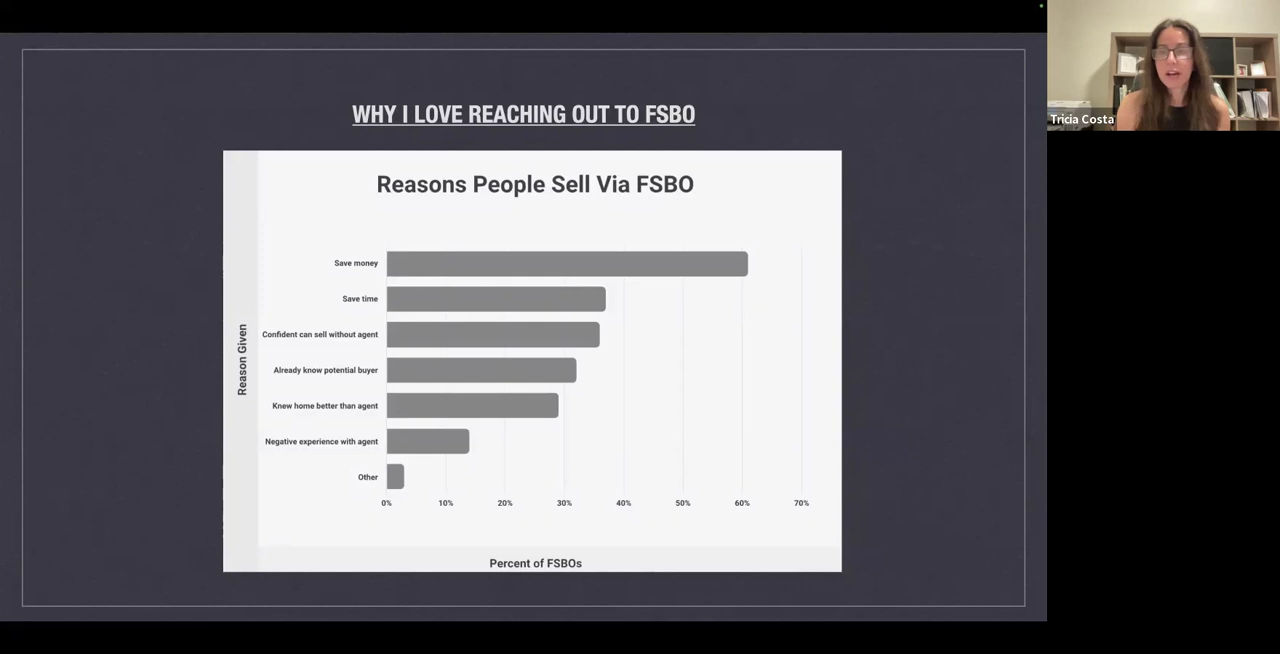 WHY I LOVE REACHING OUT TO FSBO
Tricia Costa
Reasons People Sell Via FSBO
Reason Given
Save money
Save time
Confident can sell without agent
Already know potential buyer
Knew home better than agent
Negative experience with agent
Other
0% 10% 20% 30% 40% 50% 60% 70%
Percent of FSBOs